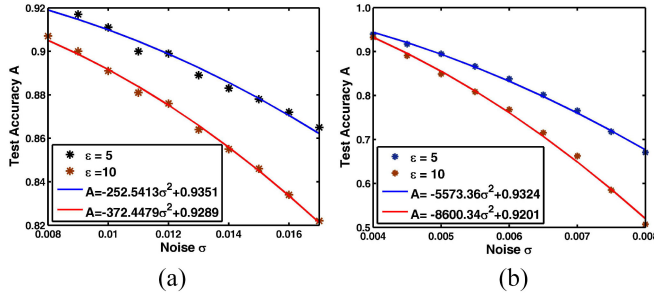 0.92
0.9
0.88
0.86
0.84
0.82
Test Accuracy A
ε = 5
ε =10
A=-252.5413σ²+0.9351
A=-372.4479σ²+0.9289
0.008
0.01
0.012
0.014
0.016
Noise σ
(a)
1
0.9
0.8
0.7
0.6
0.5
Test Accuracy A
ε = 5
ε = 10
A= -5573.36σ²+0.9324
A= -8600.34σ²+0.9201
0.004
0.005
0.006
0.007
0.008
Noise σ
(b)